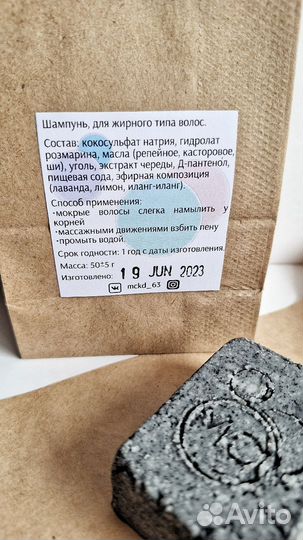 Шампунь, для жирного типа волос.
Состав: кокосульфат натрия, гидролат
розмарина, масла (репейное, касторовое,
ши), уголь, экстракт череды, Д-пантенол,
пищевая сода, эфирная композиция
(лаванда, лимон, иланг-иланг).
Способ применения:
·мокрые волосы слегка намылить у
корней
·массажными движениями взбить пену
·промыть водой.
Срок годности: 1 год с даты изготовления.
Масса: 50±5 г
Изготовлено: 19 JUN 2023
mckd_63
Avito